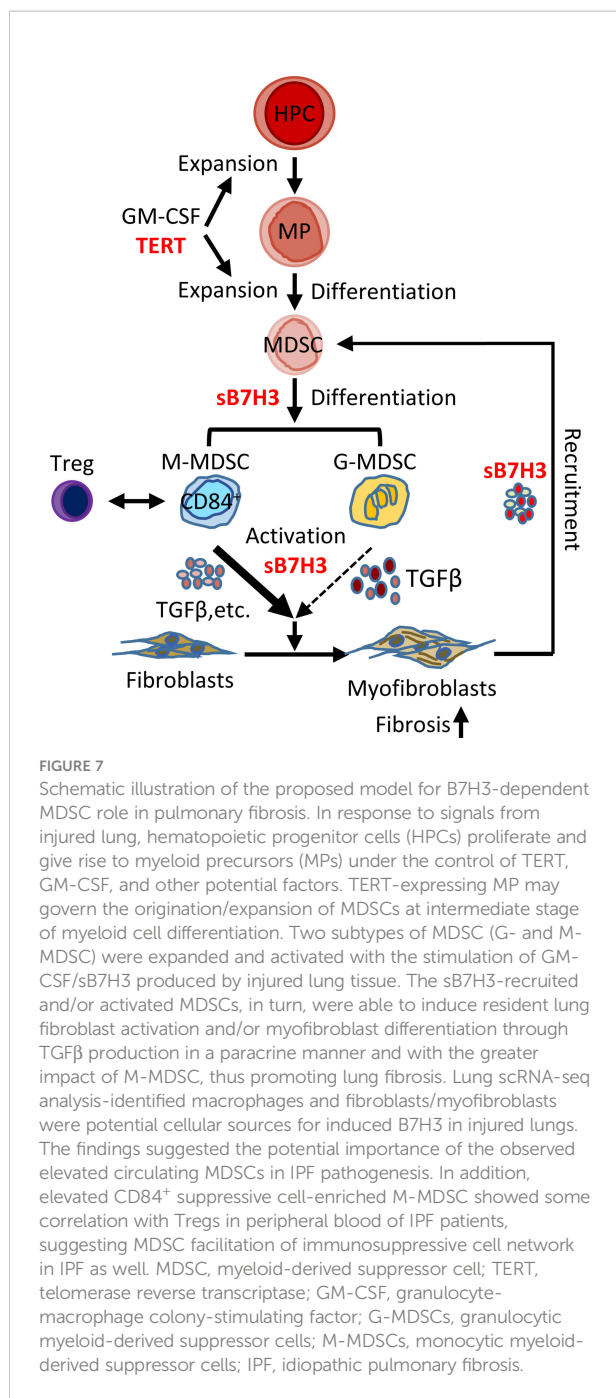 HPC
Expansion
GM-CSF
TERT
MP
Expansion
Differentiation
MDSC
sB7H3
Differentiation
Treg
M-MDSC
G-MDSC
CD84+
Activation
sB7H3
TGFβ,etc.
TGFβ
sB7H3
Recruitment
Fibroblasts
Myofibroblasts
Fibrosis
FIGURE 7
Schematic illustration of the proposed model for B7H3-dependent
MDSC role in pulmonary fibrosis. In response to signals from
injured lung, hematopoietic progenitor cells (HPCs) proliferate and
give rise to myeloid precursors (MPs) under the control of TERT,
GM-CSF, and other potential factors. TERT-expressing MP may
govern the origination/expansion of MDSCs at intermediate stage
of myeloid cell differentiation. Two subtypes of MDSC (G- and M-
MDSC) were expanded and activated with the stimulation of GM-
CSF/sB7H3 produced by injured lung tissue. The sB7H3-recruited
and/or activated MDSCs, in turn, were able to induce resident lung
fibroblast activation and/or myofibroblast differentiation through
TGFβ production in a paracrine manner and with the greater
impact of M-MDSC, thus promoting lung fibrosis. Lung scRNA-seq
analysis-identified macrophages and fibroblasts/myofibroblasts
were potential cellular sources for induced B7H3 in injured lungs.
The findings suggested the potential importance of the observed
elevated circulating MDSCs in IPF pathogenesis. In addition,
elevated CD84⁺ suppressive cell-enriched M-MDSC showed some
correlation with Tregs in peripheral blood of IPF patients,
suggesting MDSC facilitation of immunosuppressive cell network
in IPF as well. MDSC, myeloid-derived suppressor cell; TERT,
telomerase reverse transcriptase; GM-CSF, granulocyte-
macrophage colony-stimulating factor; G-MDSCs, granulocytic
myeloid-derived suppressor cells; M-MDSCs, monocytic myeloid-
derived suppressor cells; IPF, idiopathic pulmonary fibrosis.